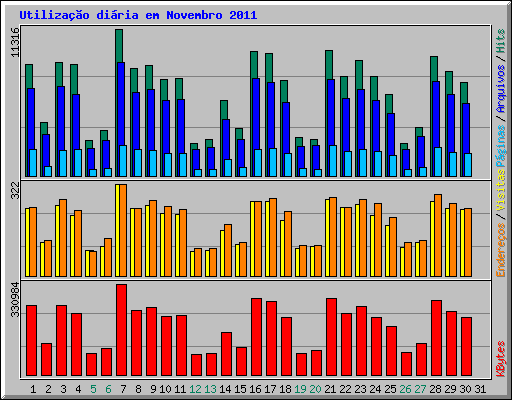 Utilização diária em Novembro 2011
11316
322
330984
Endereços / Visitas Páginas / Arquivos / Hits
KBytes
1 2 3 4 5 6 7 8 9 10 11 12 13 14 15 16 17 18 19 20 21 22 23 24 25 26 27 28 29 30 31